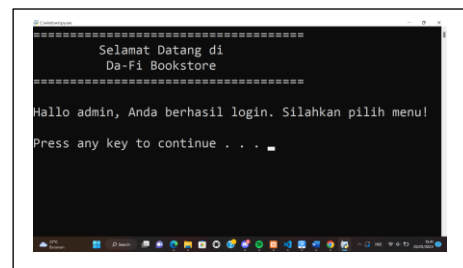 =====================================
Selamat Datang di
Da-Fi Bookstore
=====================================
Hallo admin, Anda berhasil login. Silahkan pilih menu!
Press any key to continue . . .